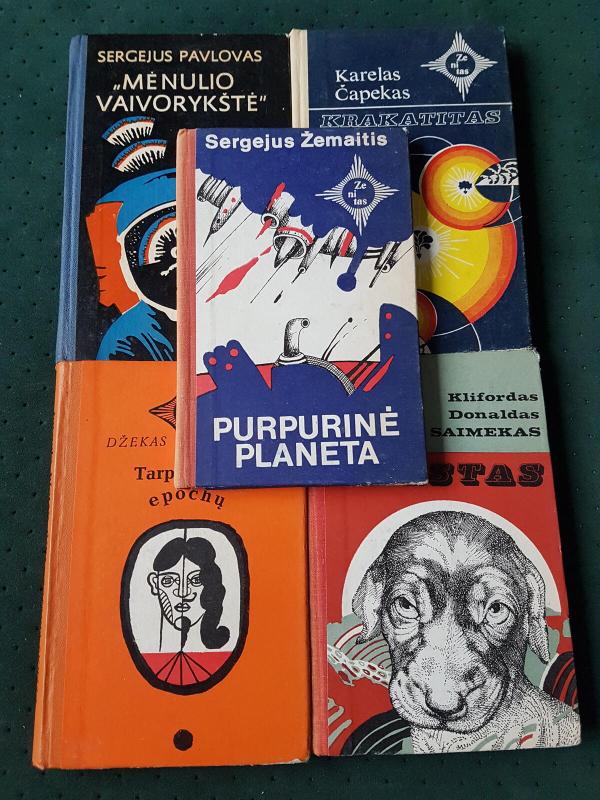 SERGEJUS PAVLOVAS
„MĖNULIO
VAIVORYKŠTĖ"
Karelas
Čapekas
Ze
ni
tas
KRAKATITAS
Sergejus Žemaitis
Ze
ni
tas
PURPURINĖ
PLANETA
DŽEKAS
Tarp
epochų
Klifordas
Donaldas
SAIMEKAS
STAS